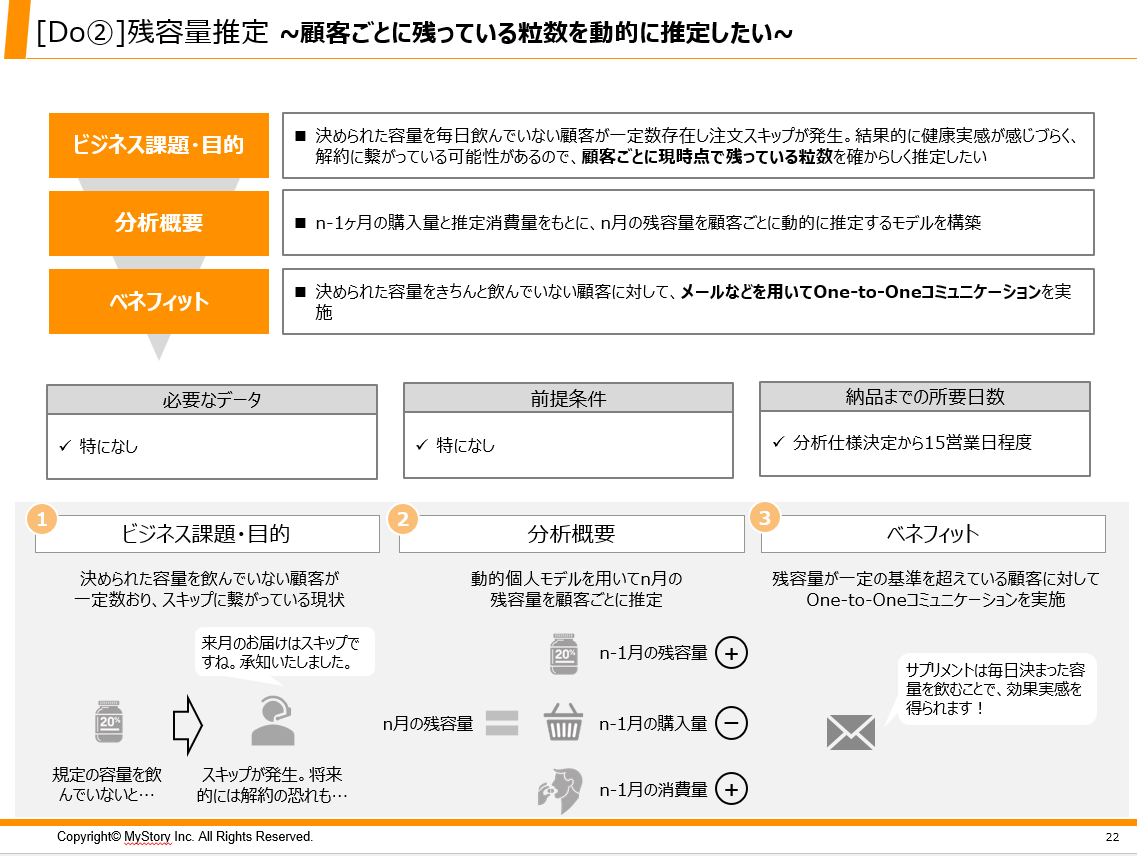 [Do②]残容量推定 ~顧客ごとに残っている粒数を動的に推定したい~
ビジネス課題・目的
■ 決められた容量を毎日飲んでいない顧客が一定数存在し注文スキップが発生。結果的に健康実感が感じづらく、
解約に繋がっている可能性があるので、顧客ごとに現時点で残っている粒数を確からしく推定したい
分析概要
■ n-1ヶ月の購入量と推定消費量をもとに、n月の残容量を顧客ごとに動的に推定するモデルを構築
ベネフィット
■ 決められた容量をきちんと飲んでいない顧客に対して、メールなどを用いてOne-to-Oneコミュニケーションを実
施
必要なデータ
✓ 特になし
前提条件
✓ 特になし
納品までの所要日数
✓ 分析仕様決定から15営業日程度
1
ビジネス課題・目的
決められた容量を飲んでいない顧客が
一定数おり、スキップに繋がっている現状
来月のお届けはスキップで
すね。承知いたしました。
20%
規定の容量を飲
んでいないと…
スキップが発生。将来
的には解約の恐れも…
2
分析概要
動的個人モデルを用いてn月の
残容量を顧客ごとに推定
20%
n-1月の残容量 +
n月の残容量 = n-1月の購入量 −
n-1月の消費量 +
3
ベネフィット
残容量が一定の基準を超えている顧客に対して
One-to-Oneコミュニケーションを実施
サプリメントは毎日決まった容
量を飲むことで、効果実感を
得られます！
Copyright© MyStory Inc. All Rights Reserved.
22